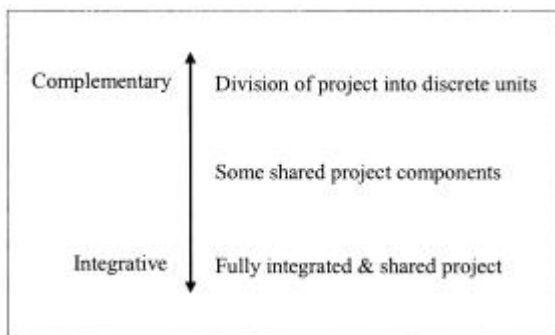 Complementary Division of project into discrete units
Some shared project components
Integrative Fully integrated & shared project